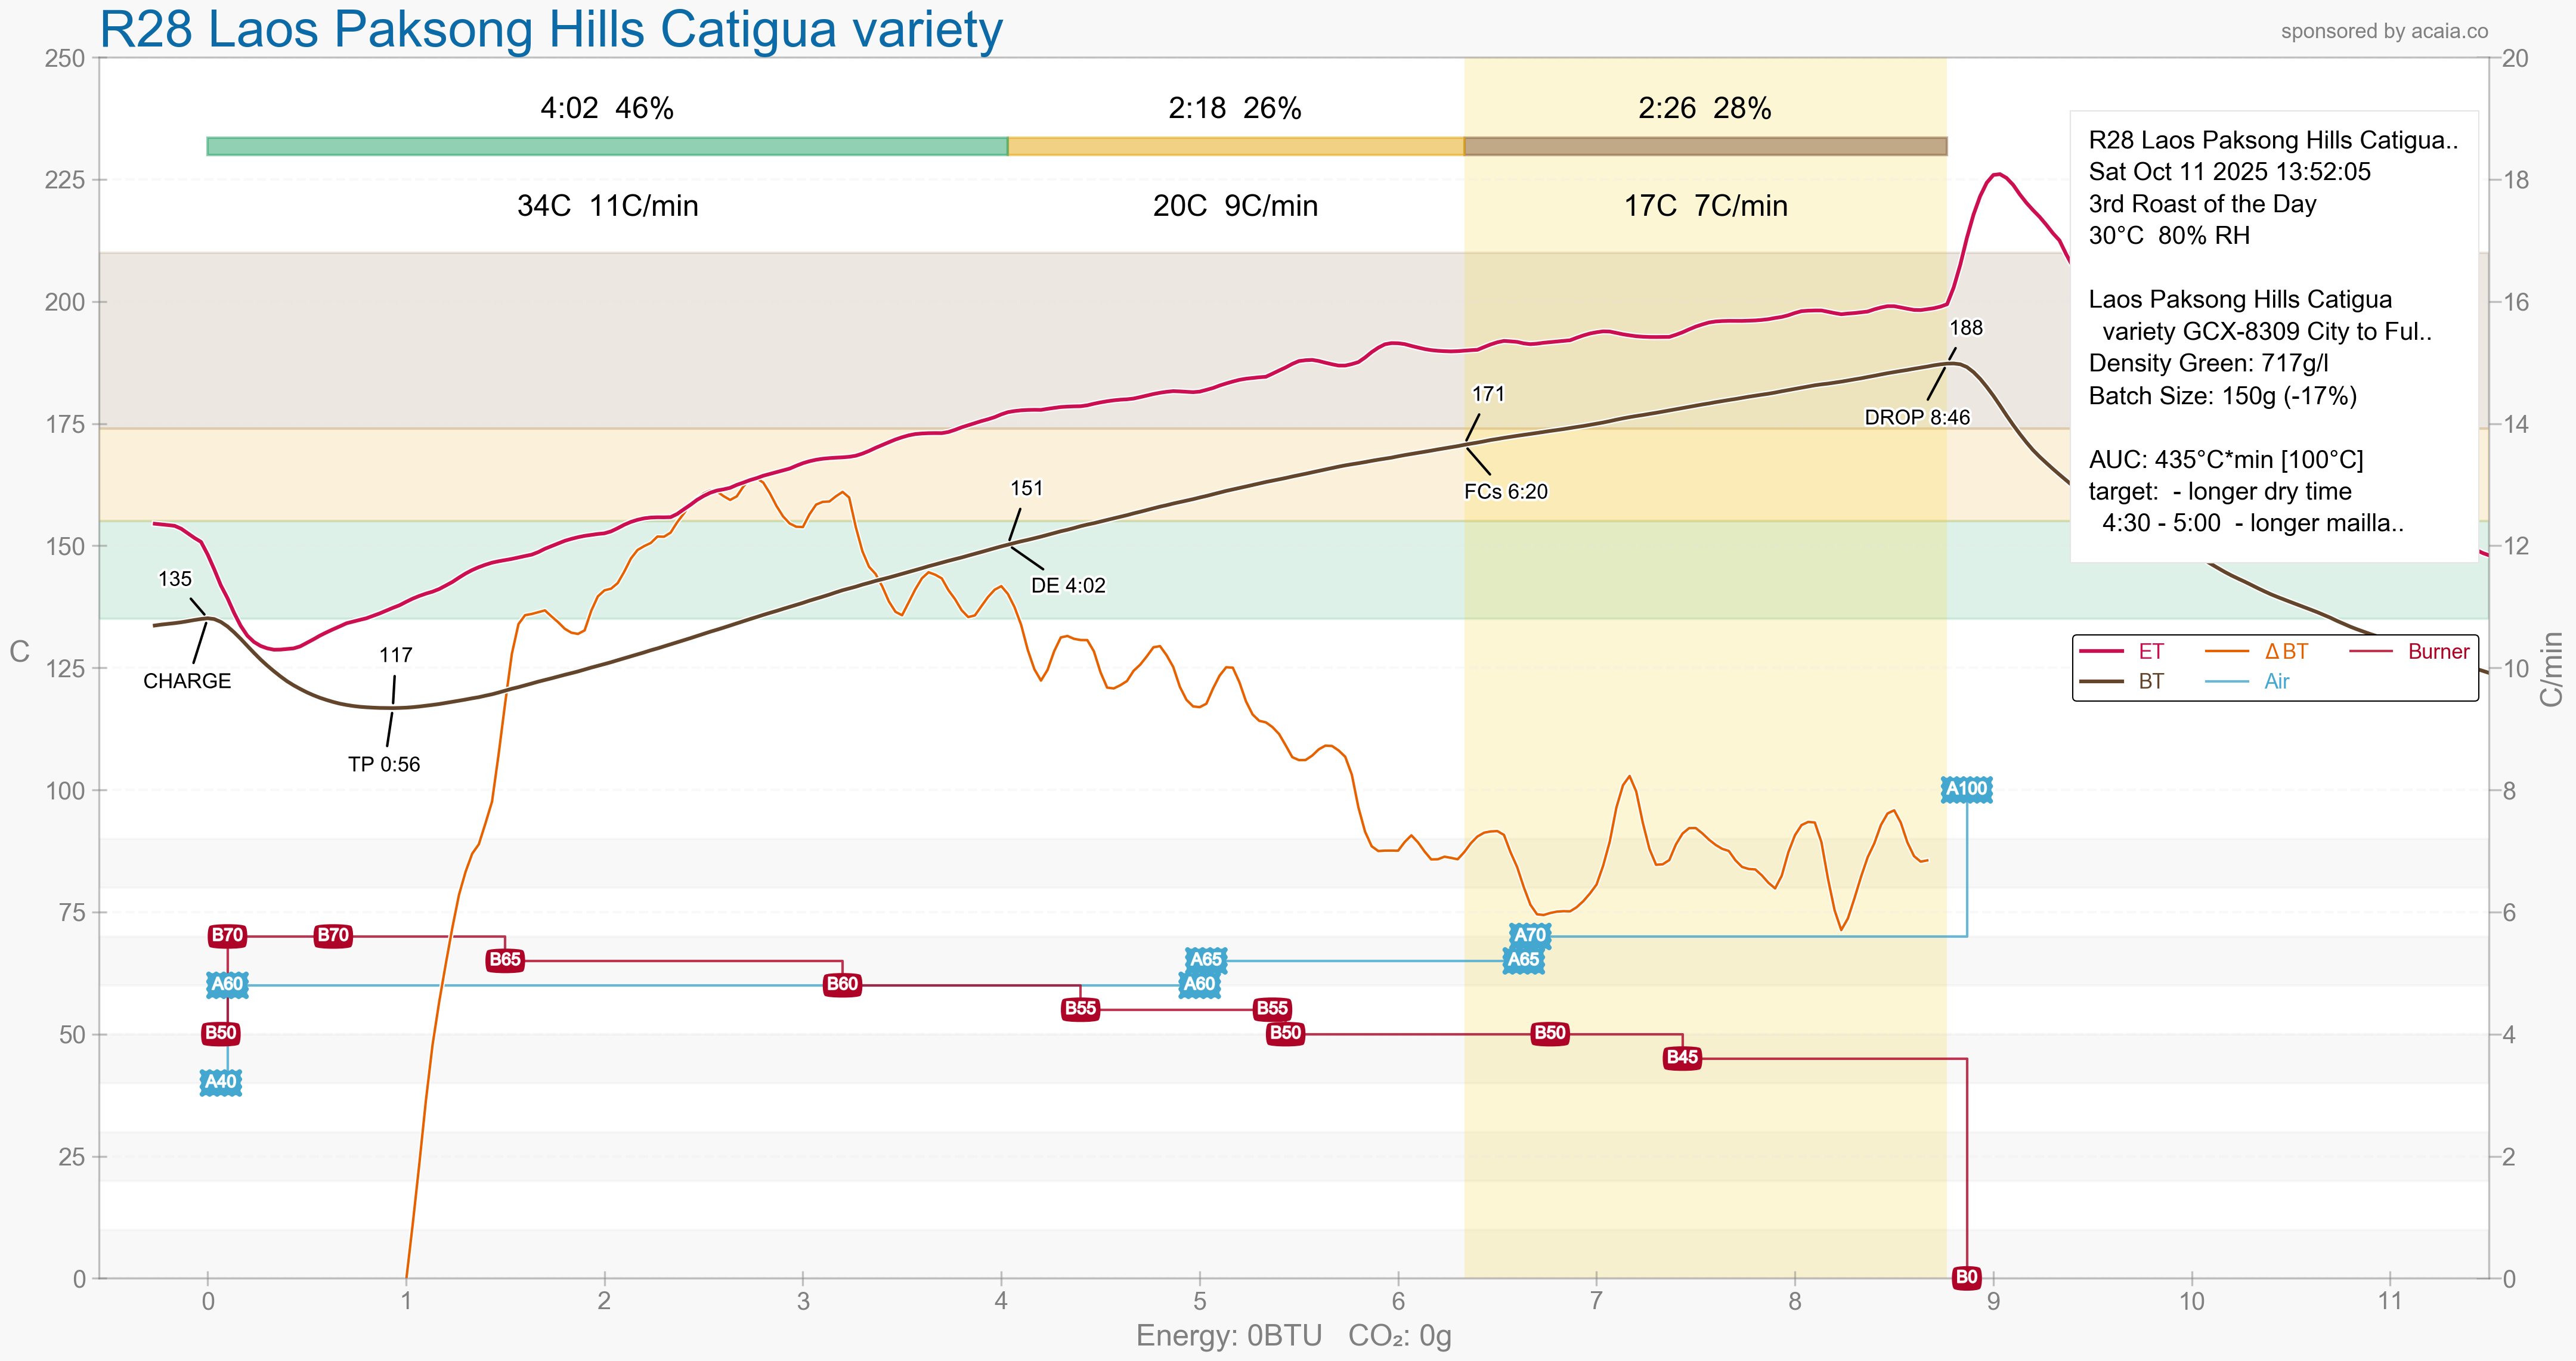 R28 Laos Paksong Hills Catigua variety
sponsored by acaia.co
4:02 46%
2:18 26%
2:26 28%
34C 11C/min
20C 9C/min
17C 7C/min
R28 Laos Paksong Hills Catigua..
Sat Oct 11 2025 13:52:05
3rd Roast of the Day
30°C 80% RH
Laos Paksong Hills Catigua
variety GCX-8309 City to Ful..
Density Green: 717g/l
Batch Size: 150g (-17%)
AUC: 435°C*min [100°C]
target: - longer dry time
4:30 - 5:00 - longer mailla..
250
225
200
175
150
125
100
75
50
25
0
C
20
18
16
14
12
10
8
6
4
2
0
C/min
135
CHARGE
117
TP 0:56
151
DE 4:02
171
FCs 6:20
188
DROP 8:46
ET
Δ BT
Burner
BT
Air
B70
B70
B65
A60
B60
B50
A40
B55
A65
A60
B55
B50
A70
A65
B50
B45
A100
B0
0
1
2
3
4
5
6
7
8
9
10
11
Energy: 0BTU CO₂: 0g